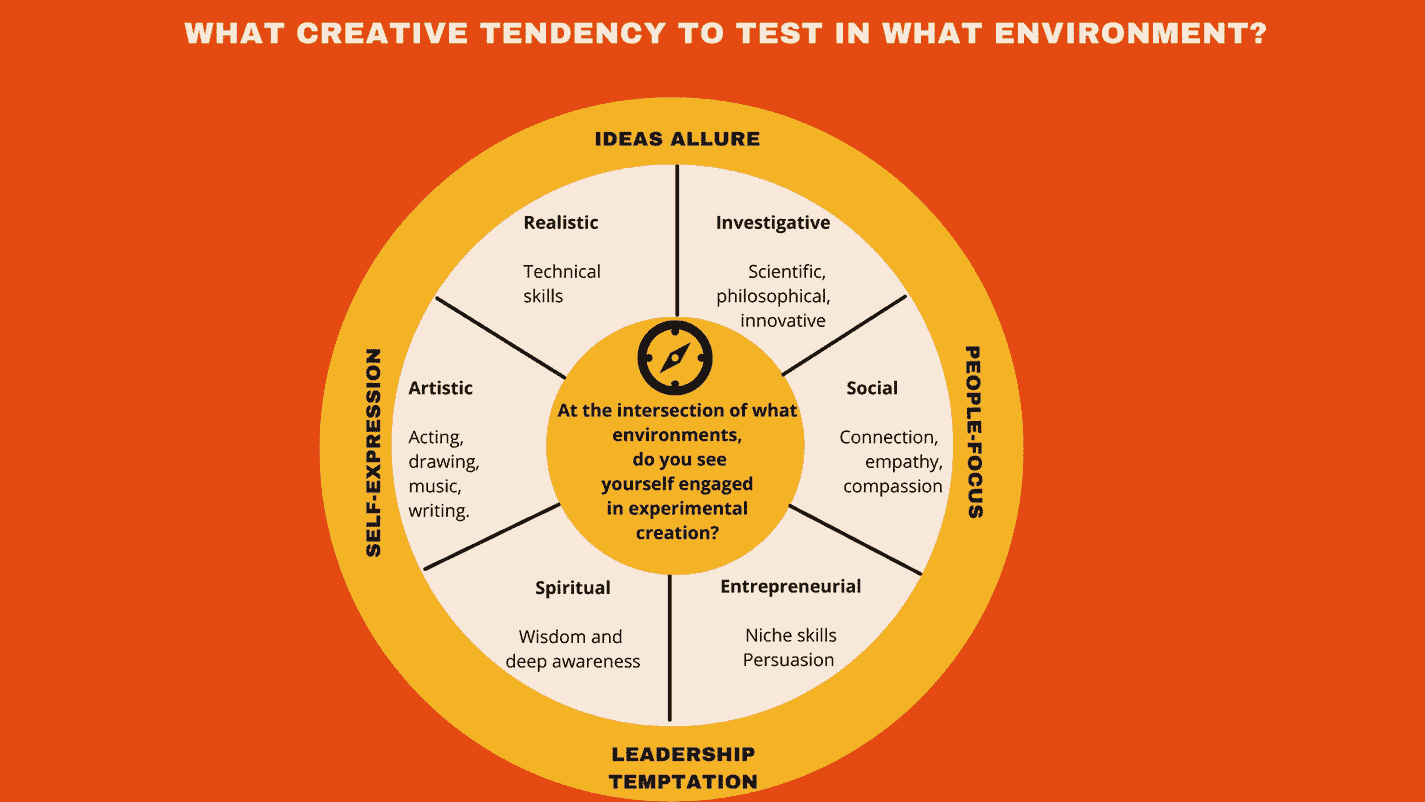 WHAT CREATIVE TENDENCY TO TEST IN WHAT ENVIRONMENT?
IDEAS ALLURE
Realistic
Technical
skills
Investigative
Scientific,
philosophical,
innovative
SELF-EXPRESSION
Artistic
Acting,
drawing,
music,
writing.
At the intersection of what
environments,
do you see
yourself engaged
in experimental
creation?
Social
Connection,
empathy,
compassion
PEOPLE-FOCUS
Spiritual
Wisdom and
deep awareness
Entrepreneurial
Niche skills
Persuasion
LEADERSHIP
TEMPTATION